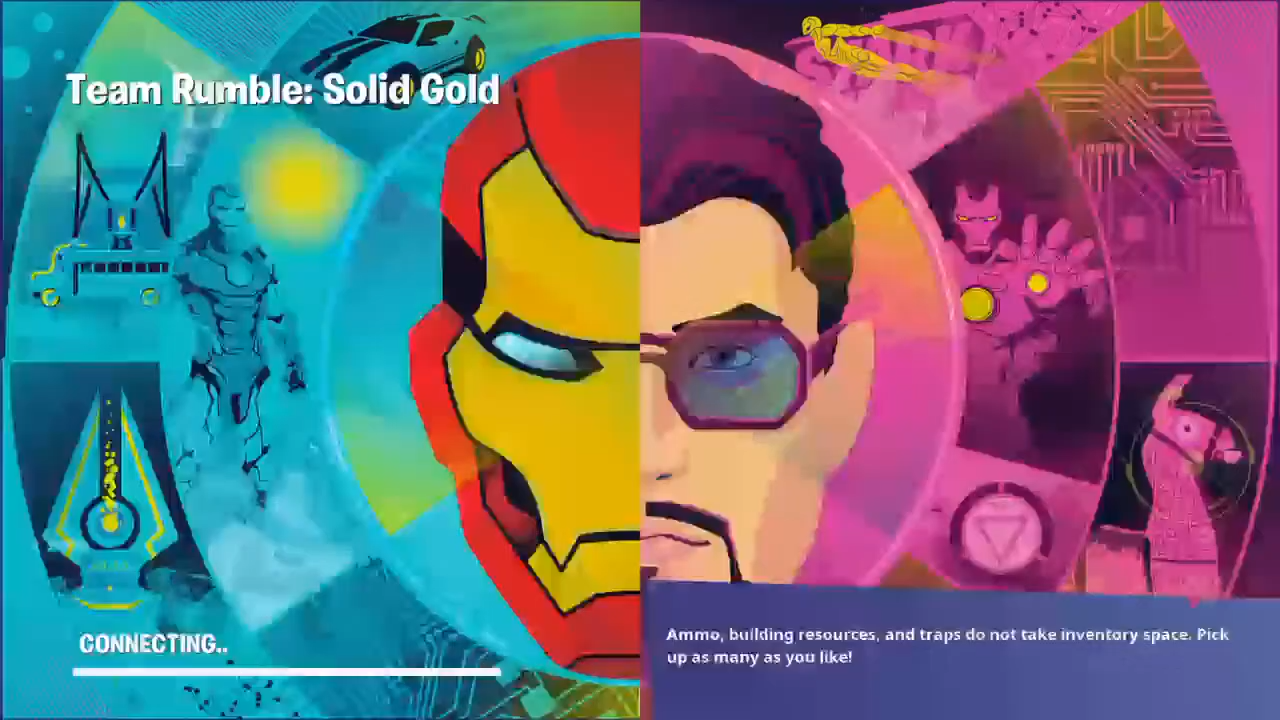 STARK
Team Rumble: Solid Gold
CONNECTING..
Ammo, building resources, and traps do not take inventory space. Pick
up as many as you like!